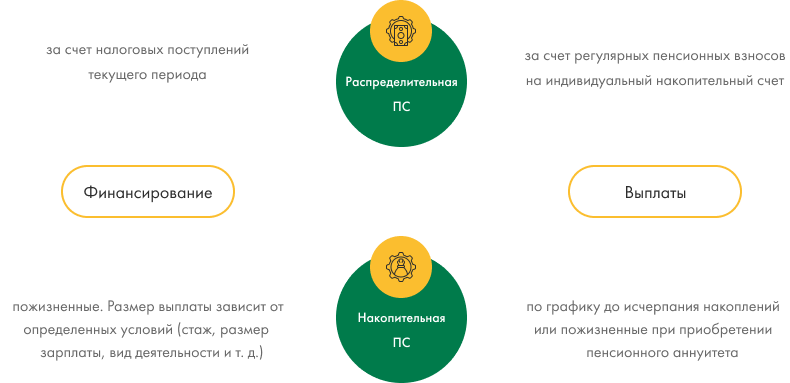 за счет налоговых поступлений
текущего периода
Распределительная
ПС
за счет регулярных пенсионных взносов
на индивидуальный накопительный счет
Финансирование
Выплаты
пожизненные. Размер выплаты зависит от
определенных условий (стаж, размер
зарплаты, вид деятельности и т. д.)
Накопительная
ПС
по графику до исчерпания накоплений
или пожизненные при приобретении
пенсионного аннуитета